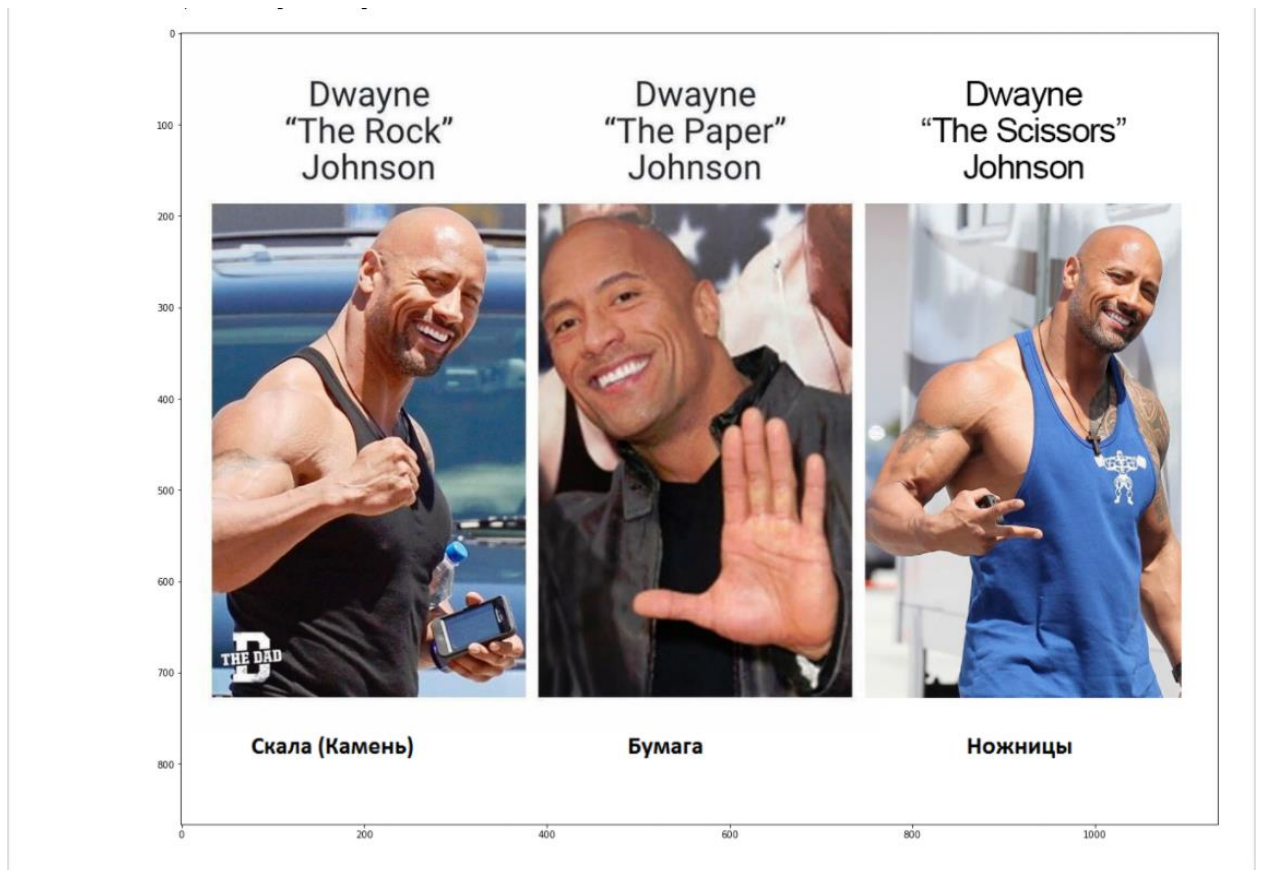 0
100
200
300
400
500
600
700
800
Dwayne
“The Rock”
Johnson
Dwayne
“The Paper”
Johnson
Dwayne
“The Scissors”
Johnson
D
THE DAD
Скала (Камень)
Бумага
Ножницы
0
200
400
600
800
1000